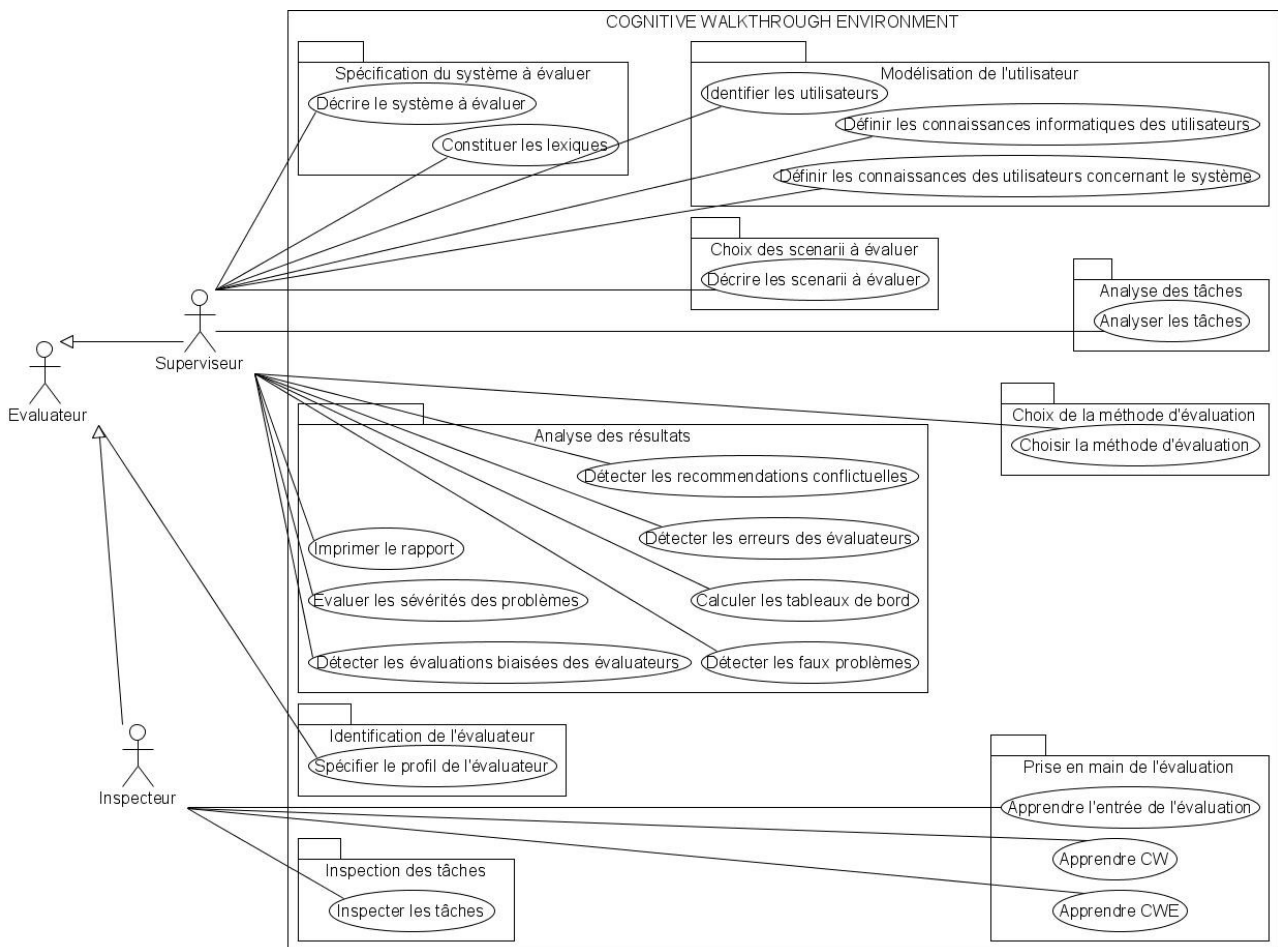 COGNITIVE WALKTHROUGH ENVIRONMENT
Spécification du système à évaluer
Décrire le système à évaluer
Constituer les lexiques
Modélisation de l'utilisateur
Identifier les utilisateurs
Définir les connaissances informatiques des utilisateurs
Définir les connaissances des utilisateurs concernant le système
Choix des scenarii à évaluer
Décrire les scenarii à évaluer
Analyse des tâches
Analyser les tâches
Superviseur
Evaluateur
Choix de la méthode d'évaluation
Choisir la méthode d'évaluation
Analyse des résultats
Détecter les recommendations conflictuelles
Détecter les erreurs des évaluateurs
Imprimer le rapport
Evaluer les sévérités des problèmes
Calculer les tableaux de bord
Détecter les évaluations biaisées des évaluateurs
Détecter les faux problèmes
Identification de l'évaluateur
Spécifier le profil de l'évaluateur
Inspecteur
Prise en main de l'évaluation
Apprendre l'entrée de l'évaluation
Apprendre CW
Apprendre CWE
Inspection des tâches
Inspecter les tâches